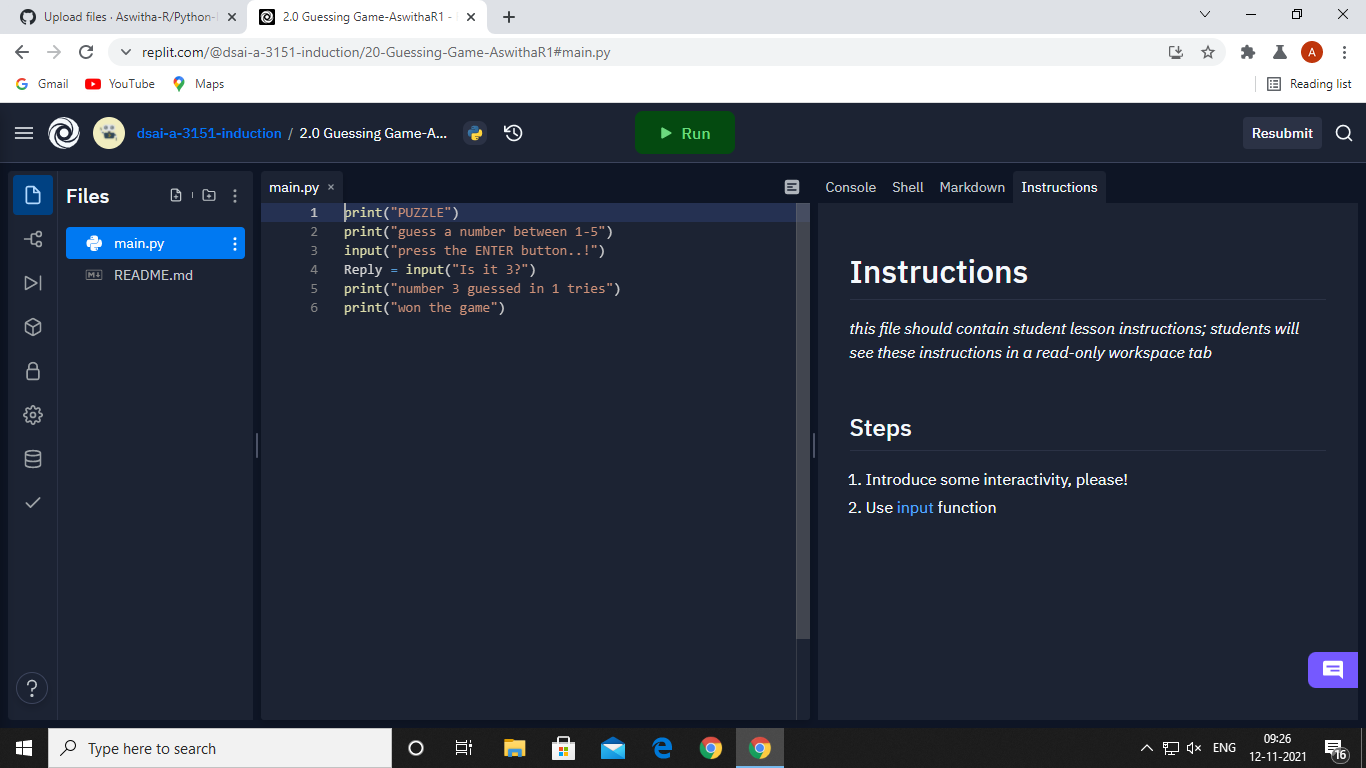 Upload files · Aswitha-R/Python-
2.0 Guessing Game-AswithaR1 -
replit.com/@dsai-a-3151-induction/20-Guessing-Game-AswithaR1#main.py
A
Gmail
YouTube
Maps
Reading list
dsai-a-3151-induction / 2.0 Guessing Game-A...
Run
Resubmit
Files
main.py
README.md
main.py
1 print("PUZZLE")
2 print("guess a number between 1-5")
3 input("press the ENTER button..!")
4 Reply = input("Is it 3?")
5 print("number 3 guessed in 1 tries")
6 print("won the game")
Console Shell Markdown Instructions
Instructions
this file should contain student lesson instructions; students will
see these instructions in a read-only workspace tab
Steps
1. Introduce some interactivity, please!
2. Use input function
?
Type here to search
ENG
09:26
12-11-2021
16